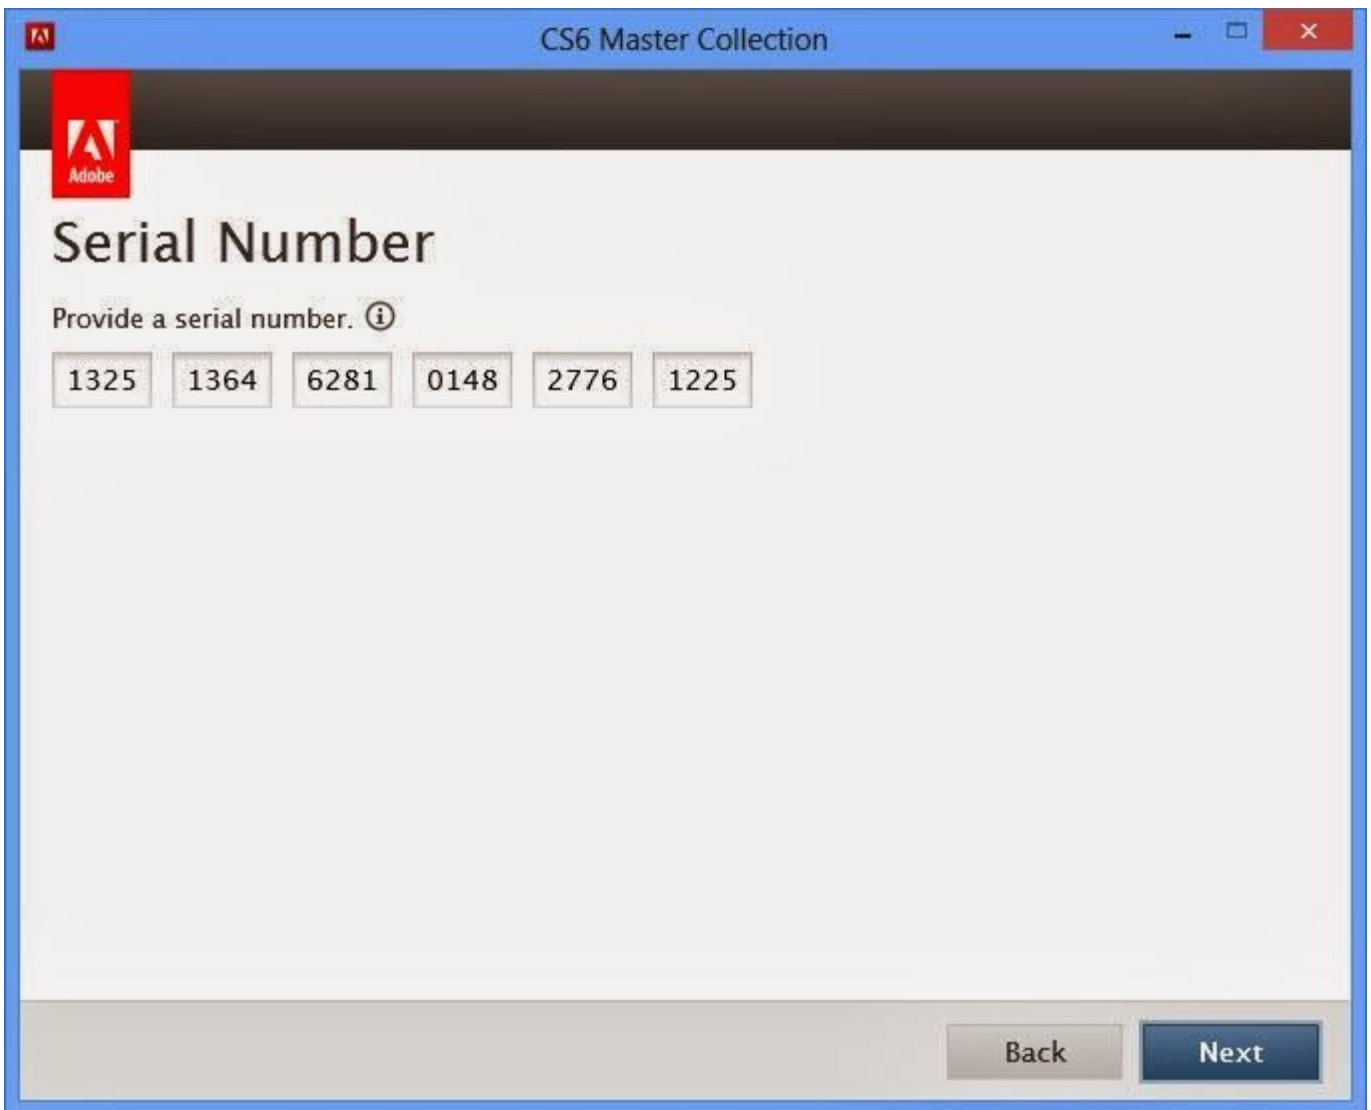 CS6 Master Collection
Adobe
Serial Number
Provide a serial number.
1325 1364 6281 0148 2776 1225
Back Next